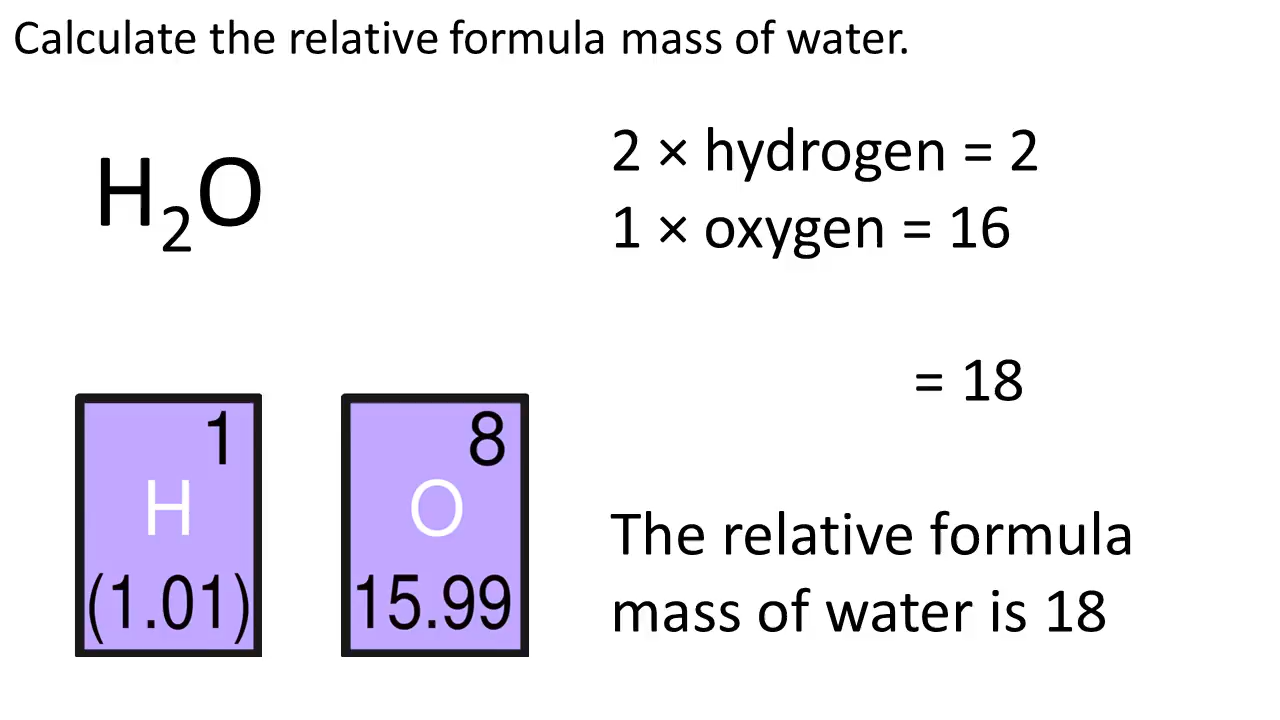 Calculate the relative formula mass of water.
H₂O
2 × hydrogen = 2
1 × oxygen = 16
= 18
1
H
(1.01)
8
O
15.99
The relative formula
mass of water is 18